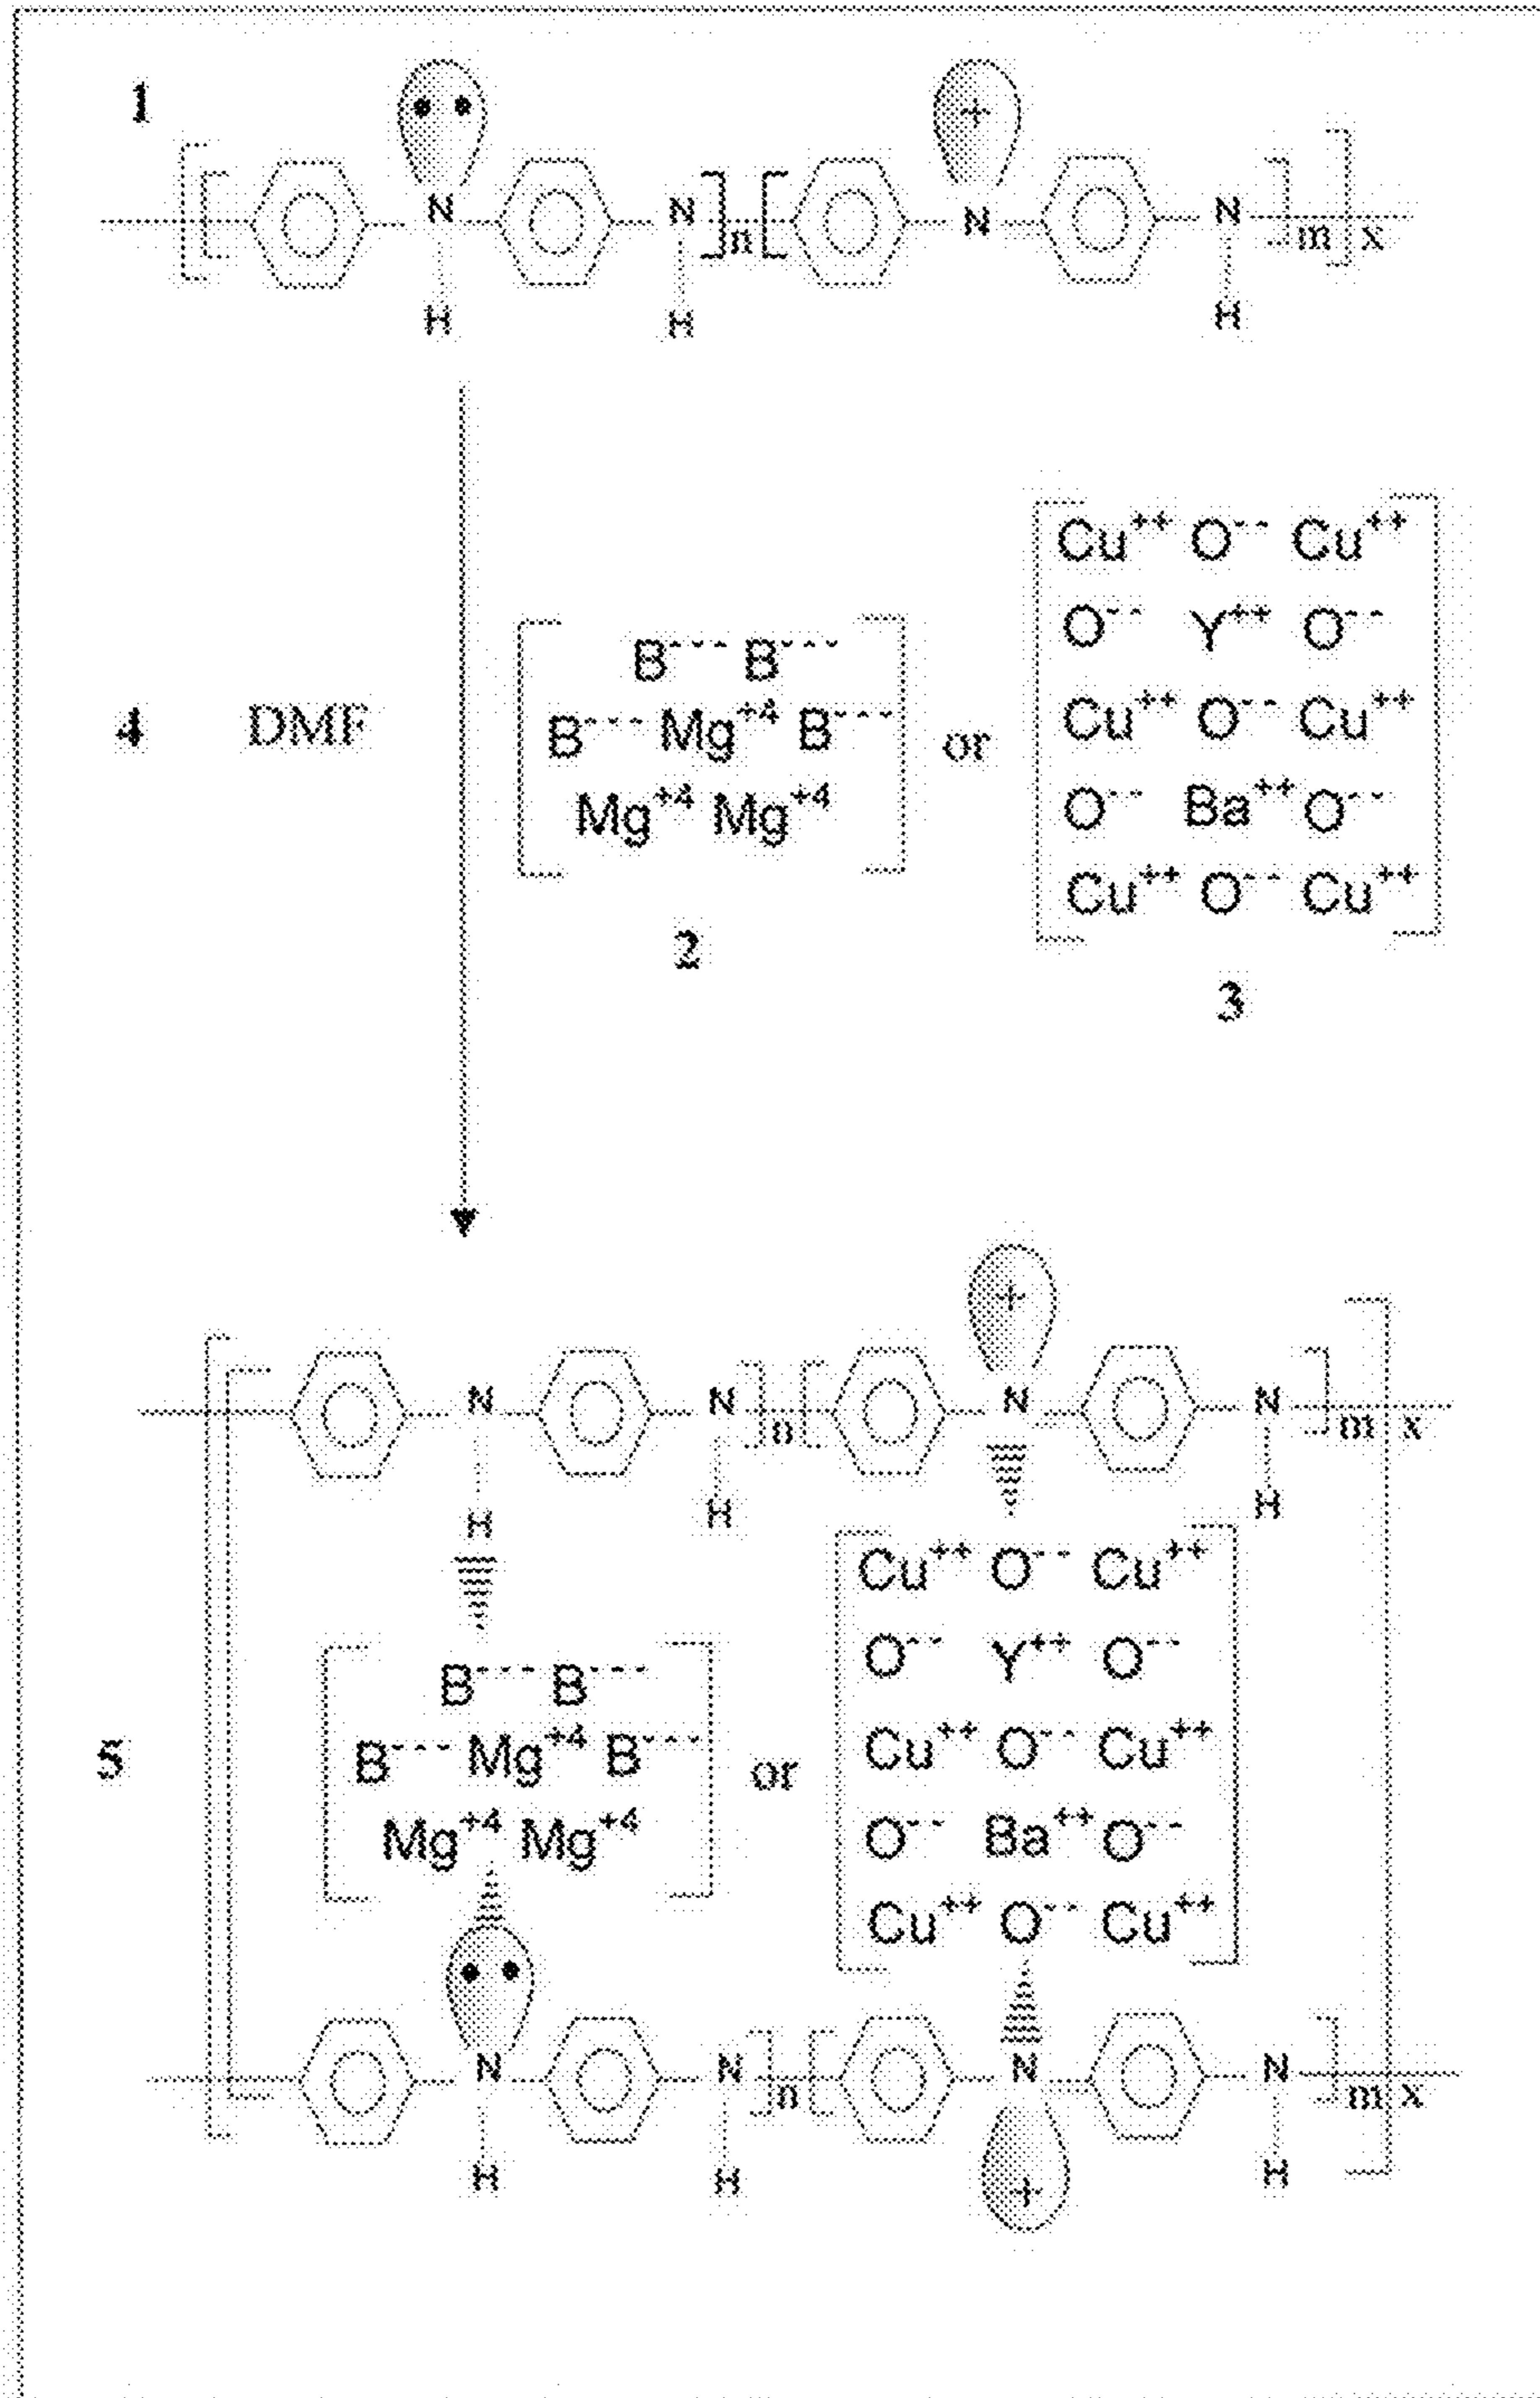 1
N N n N N m x
H H H
Cu++ O-- Cu++
O-- Y++ O--
B--- B---
4 DMF B--- Mg+4 B--- or Cu++ O-- Cu++
Mg+4 Mg+4 O-- Ba++ O--
Cu++ O-- Cu++
2
3
N N n N N m x
H H H
Cu++ O-- Cu++
B--- B--- O-- Y++ O--
5 B--- Mg+4 B--- or Cu++ O-- Cu++
Mg+4 Mg+4 O-- Ba++ O--
Cu++ O-- Cu++
N N n N N m x
H H H